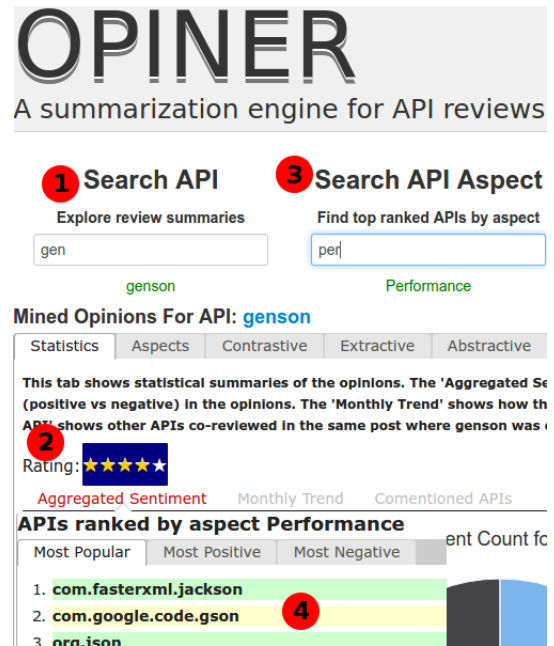 OPINER
A summarization engine for API reviews
1 Search API
3 Search API Aspect
Explore review summaries
Find top ranked APIs by aspect
gen
per
genson
Performance
Mined Opinions For API: genson
Statistics Aspects Contrastive Extractive Abstractive
This tab shows statistical summaries of the opinions. The 'Aggregated Se
(positive vs negative) in the opinions. The 'Monthly Trend' shows how th
API' shows other APIs co-reviewed in the same post where genson was
2
Rating:
Aggregated Sentiment Monthly Trend Comentioned APIs
APIs ranked by aspect Performance
ent Count fo
Most Popular Most Positive Most Negative
1. com.fasterxml.jackson
2. com.google.code.gson
4
3. org.json